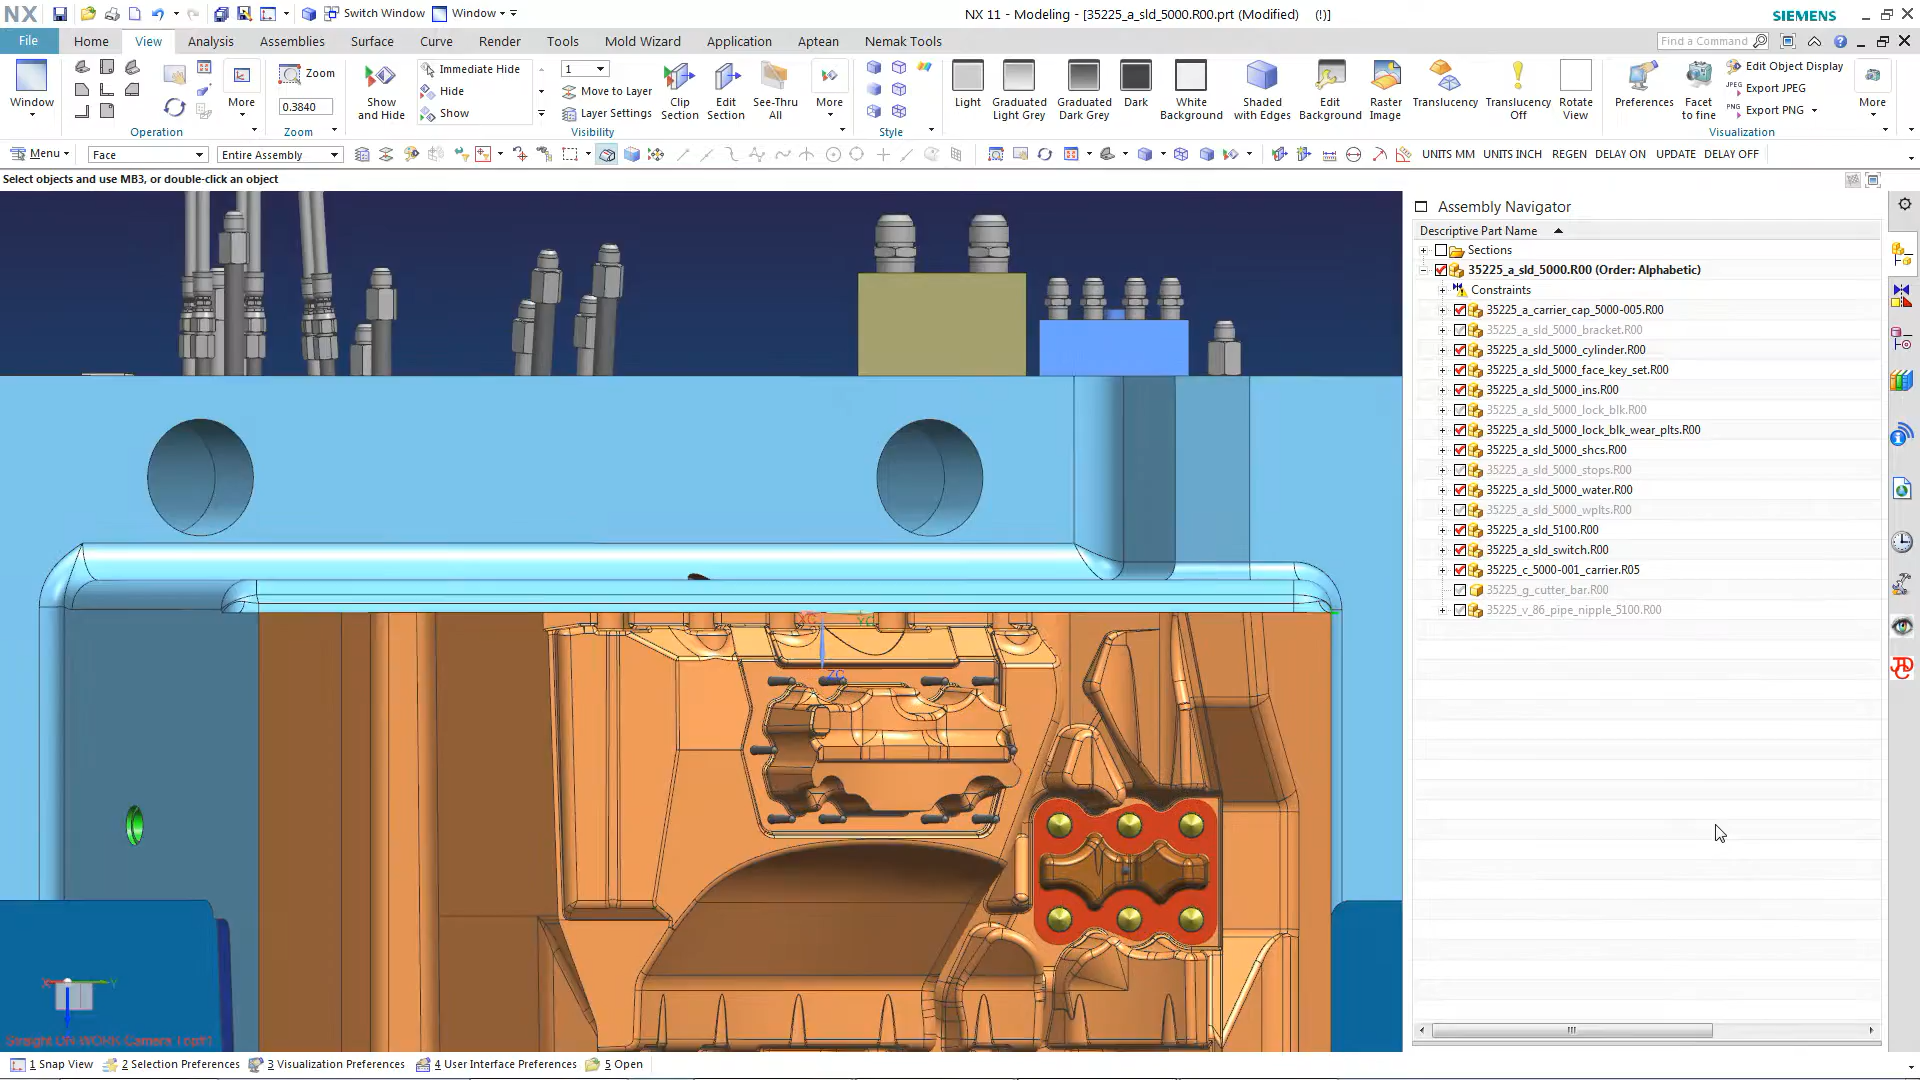 NX Switch Window Window NX 11 - Modeling - [35225_a_sld_5000.R00.prt (Modified) (!)] SIEMENS
File Home View Analysis Assemblies Surface Curve Render Tools Mold Wizard Application Aptean Nemak Tools Find a Command
Window
More
Operation
Zoom
0.3840
Zoom
Show and Hide
Immediate Hide
Hide
Show
1
Move to Layer
Layer Settings
Clip Section
Edit Section
See-Thru All
More
Visibility
Style
Light
Graduated Light Grey
Graduated Dark Grey
Dark
White Background
Shaded with Edges
Edit Background
Raster Image
Translucency
Translucency Off
Rotate View
Preferences
Facet to fine
Edit Object Display
JPEG Export JPEG
PNG Export PNG
More
Visualization
Menu Face Entire Assembly UNITS MM UNITS INCH REGEN DELAY ON UPDATE DELAY OFF
Select objects and use MB3, or double-click an object
Assembly Navigator
Descriptive Part Name
Sections
35225_a_sld_5000.R00 (Order: Alphabetic)
Constraints
35225_a_carrier_cap_5000-005.R00
35225_a_sld_5000_bracket.R00
35225_a_sld_5000_cylinder.R00
35225_a_sld_5000_face_key_set.R00
35225_a_sld_5000_ins.R00
35225_a_sld_5000_lock_blk.R00
35225_a_sld_5000_lock_blk_wear_plts.R00
35225_a_sld_5000_shcs.R00
35225_a_sld_5000_stops.R00
35225_a_sld_5000_water.R00
35225_a_sld_5000_wplts.R00
35225_a_sld_5100.R00
35225_a_sld_switch.R00
35225_c_5000-001_carrier.R05
35225_g_cutter_bar.R00
35225_v_86_pipe_nipple_5100.R00
XC YC
ZC
X Y
1 Snap View 2 Selection Preferences 3 Visualization Preferences 4 User Interface Preferences 5 Open